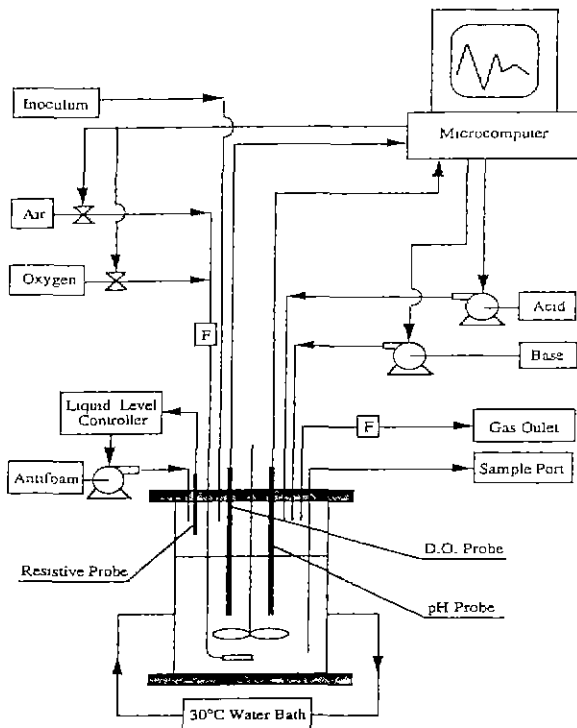 Inoculum
Microcomputer
Air
Oxygen
Acid
F
Base
Liquid Level
Controller
F
Gas Oulet
Antifoam
Sample Port
D.O. Probe
Resistive Probe
pH Probe
30°C Water Bath